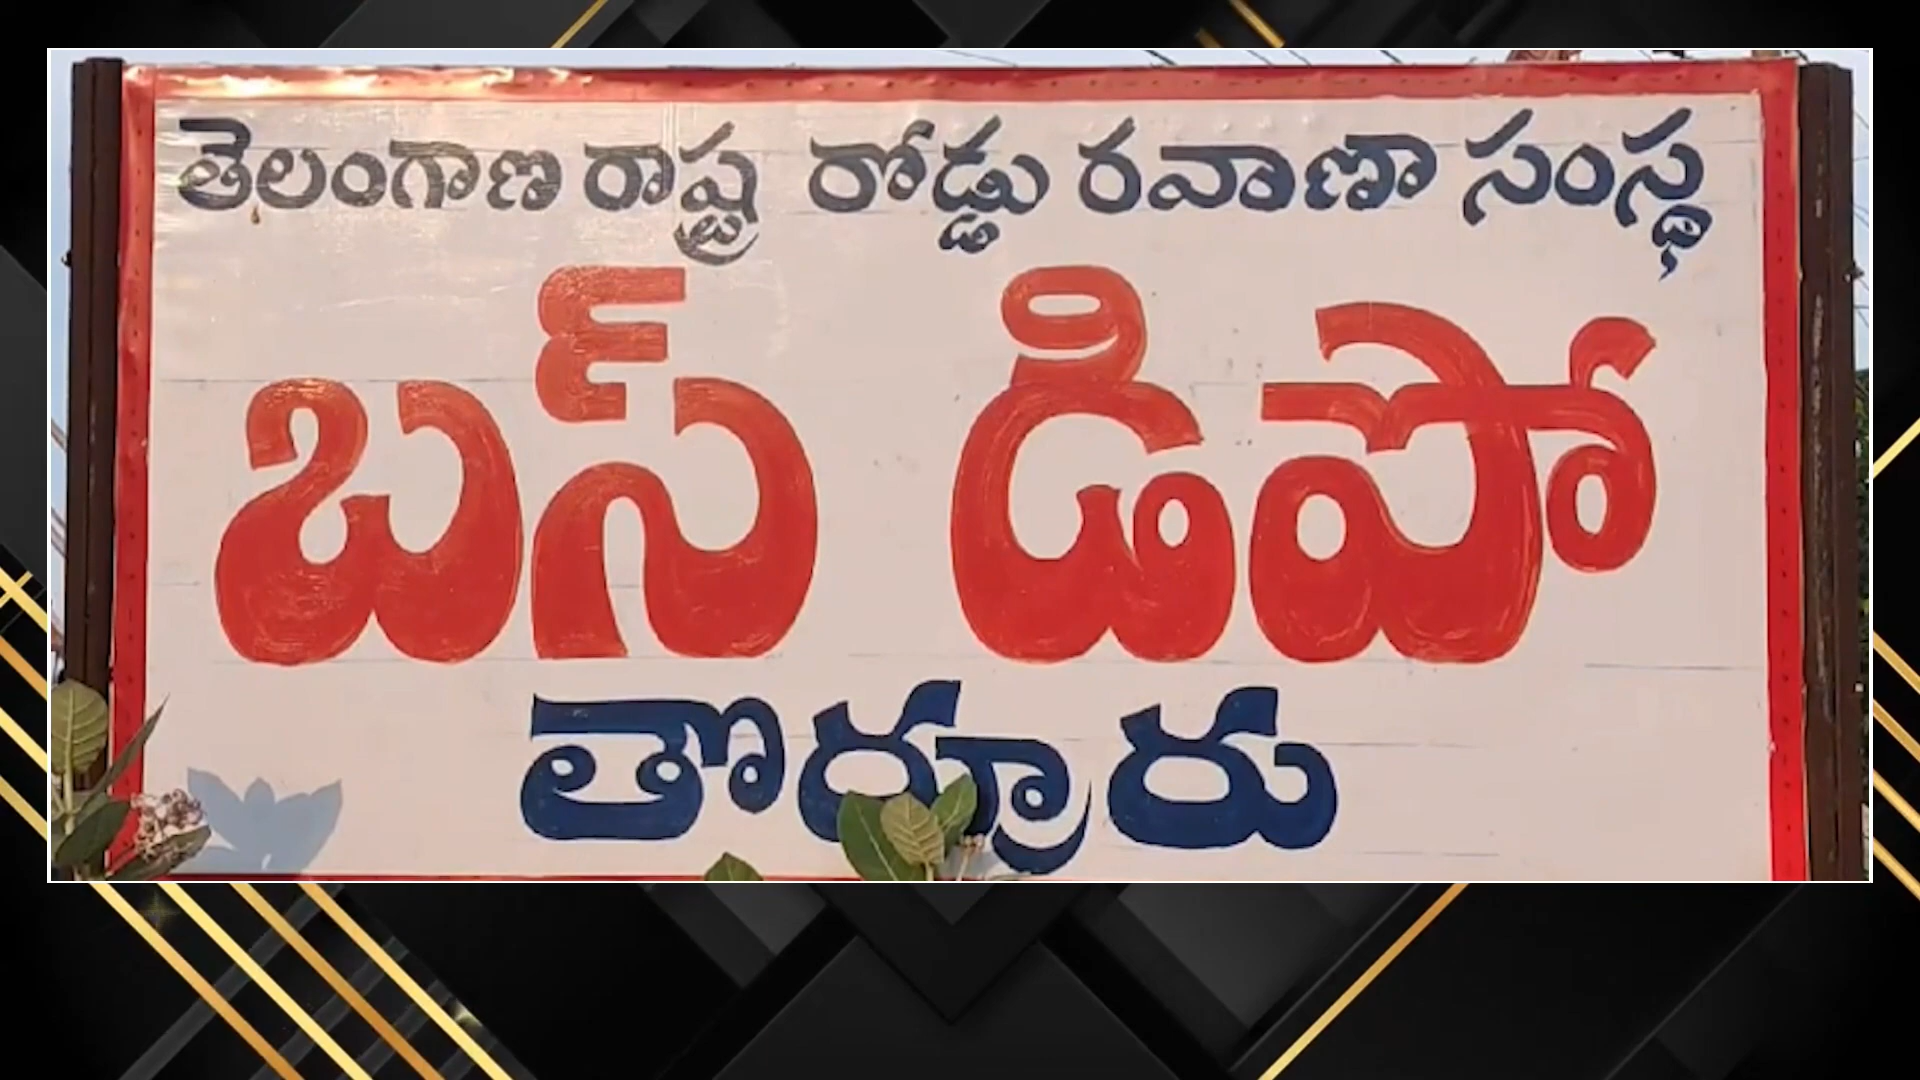 తెలంగాణ రాష్ట్ర రోడ్డు రవాణా సంస్థ
బస్ డిపో
తొర్రూరు